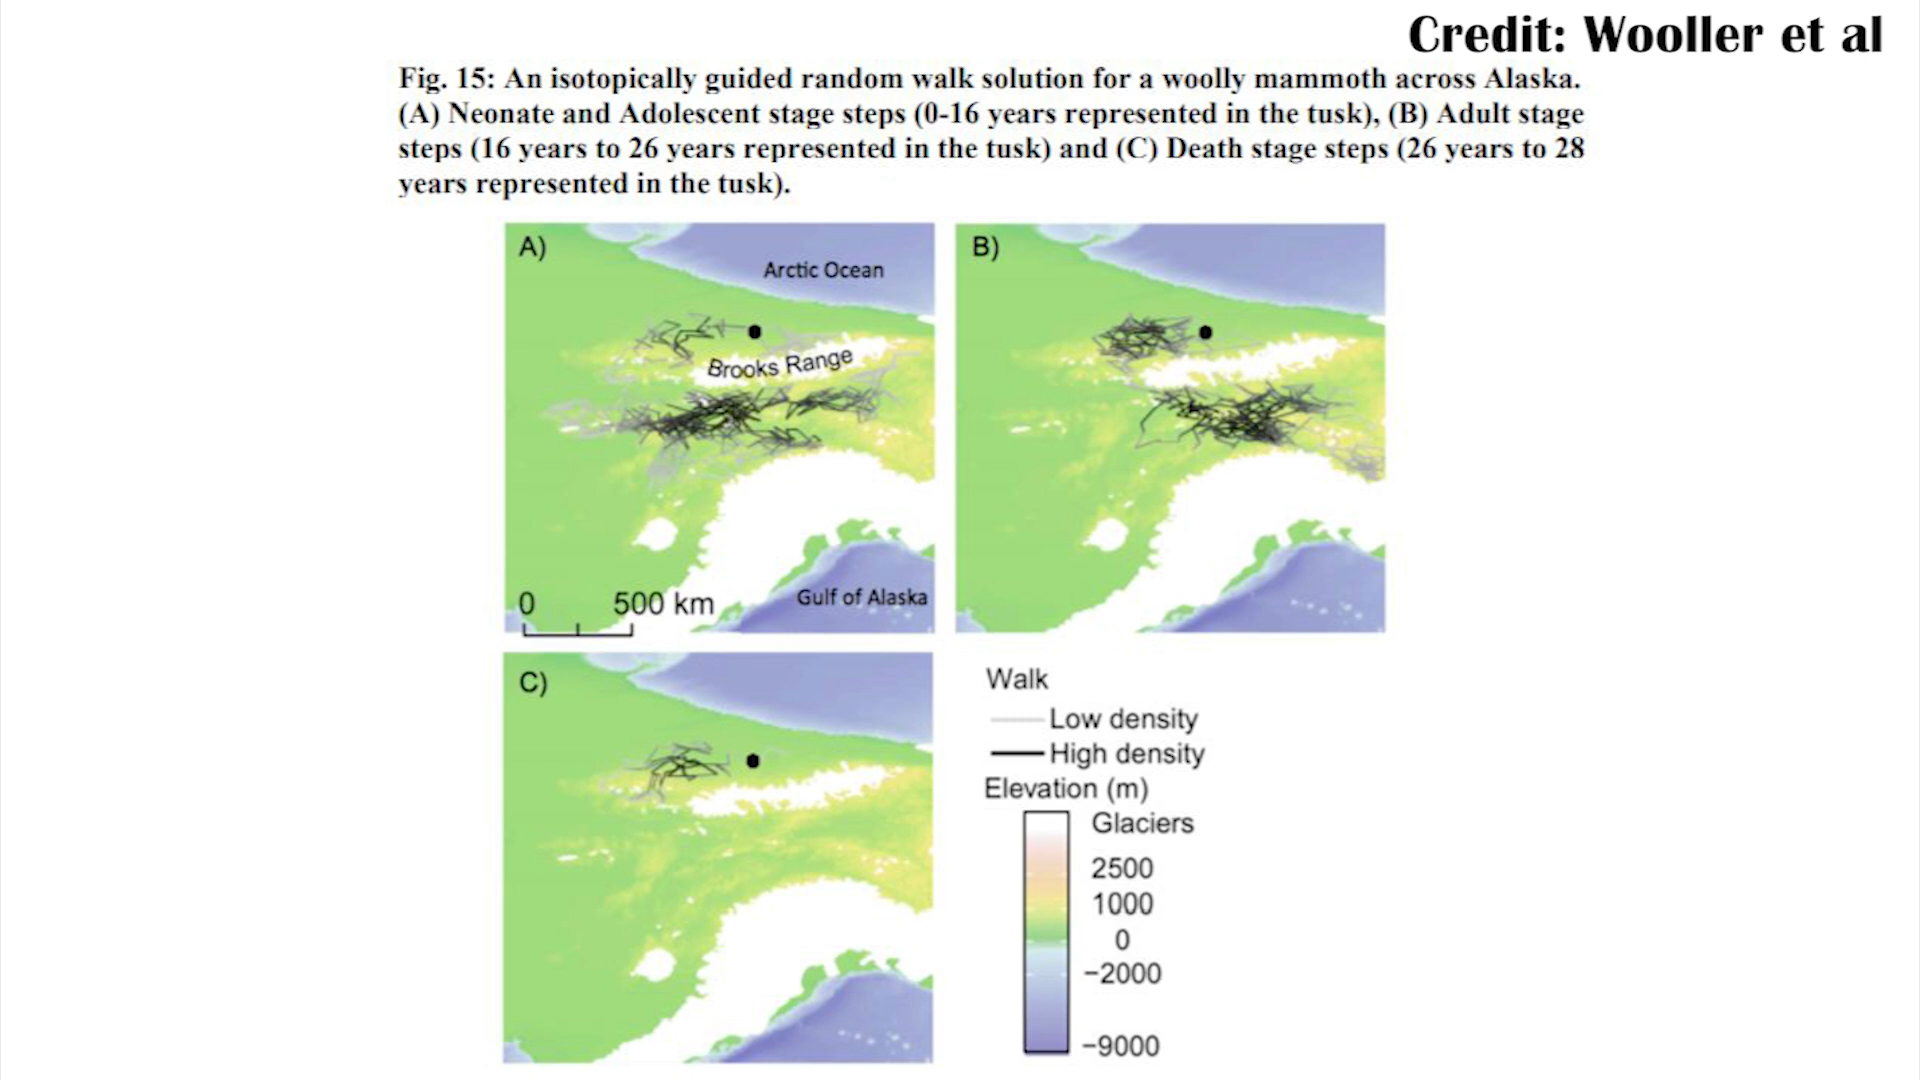 Credit: Wooller et al
Fig. 15: An isotopically guided random walk solution for a woolly mammoth across Alaska.
(A) Neonate and Adolescent stage steps (0-16 years represented in the tusk), (B) Adult stage
steps (16 years to 26 years represented in the tusk) and (C) Death stage steps (26 years to 28
years represented in the tusk).
A)
Arctic Ocean
Brooks Range
0 500 km
Gulf of Alaska
B)
C)
Walk
Low density
High density
Elevation (m)
Glaciers
2500
1000
0
−2000
−9000